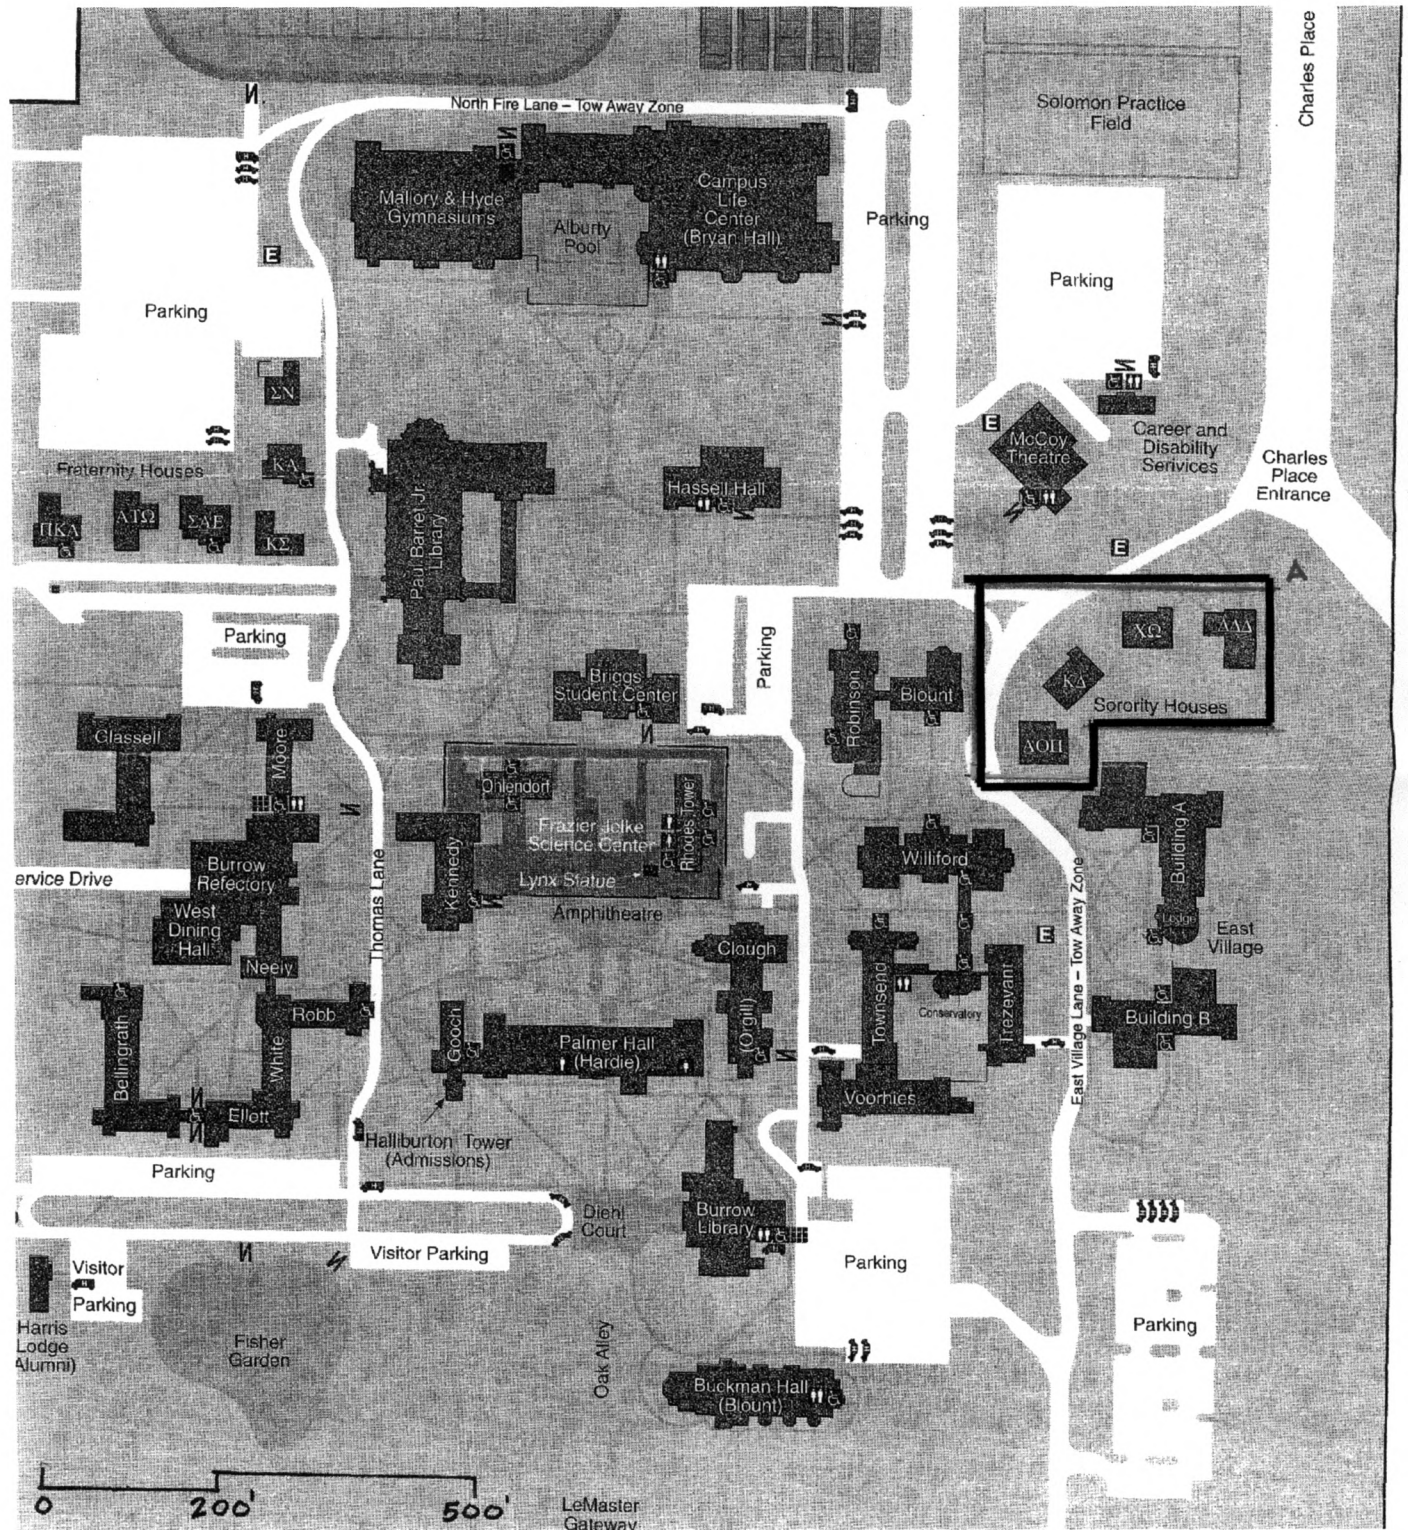 North Fire Lane – Tow Away Zone
Solomon Practice
Field
Charles Place
Mallory & Hyde
Gymnasiums
Alburty
Pool
Campus
Life
Center
(Bryan Hall)
Parking
Parking
Parking
E
ΣΝ
ΚΑ
Fraternity Houses
ΠΚΑ
ΑΤΩ
ΣΑΕ
ΚΣ
Paul Barret Jr
Library
Hassell Hall
E
McCoy
Theatre
Career and
Disability
Serivices
Charles
Place
Entrance
E
A
Parking
Parking
Briggs
Student Center
Robinson
Blount
ΧΩ
ΔΔΔ
ΚΔ
Sorority Houses
ΑΟΠ
Glassell
Moore
Ohlendorf
Frazier Jelke
Science Center
Rhodes Tower
Lynx Statue
Kennedy
Amphitheatre
Williford
Building A
Lodge
East
Village
E
East Village Lane – Tow Away Zone
Burrow
Refectory
ervice Drive
West
Dining
Hall
Neely
Thomas Lane
Clough
(Orgill)
Townsend
Conservatory
Trezevant
Building B
Bellingrath
Robb
White
Ellett
Gooch
Palmer Hall
(Hardie)
Voorhies
Halliburton Tower
(Admissions)
Parking
Diehl
Court
Burrow
Library
Visitor Parking
Visitor
Parking
Parking
Parking
Harris
Lodge
Alumni)
Fisher
Garden
Oak Alley
Buckman Hall
(Blount)
0 200' 500'
LeMaster
Gateway